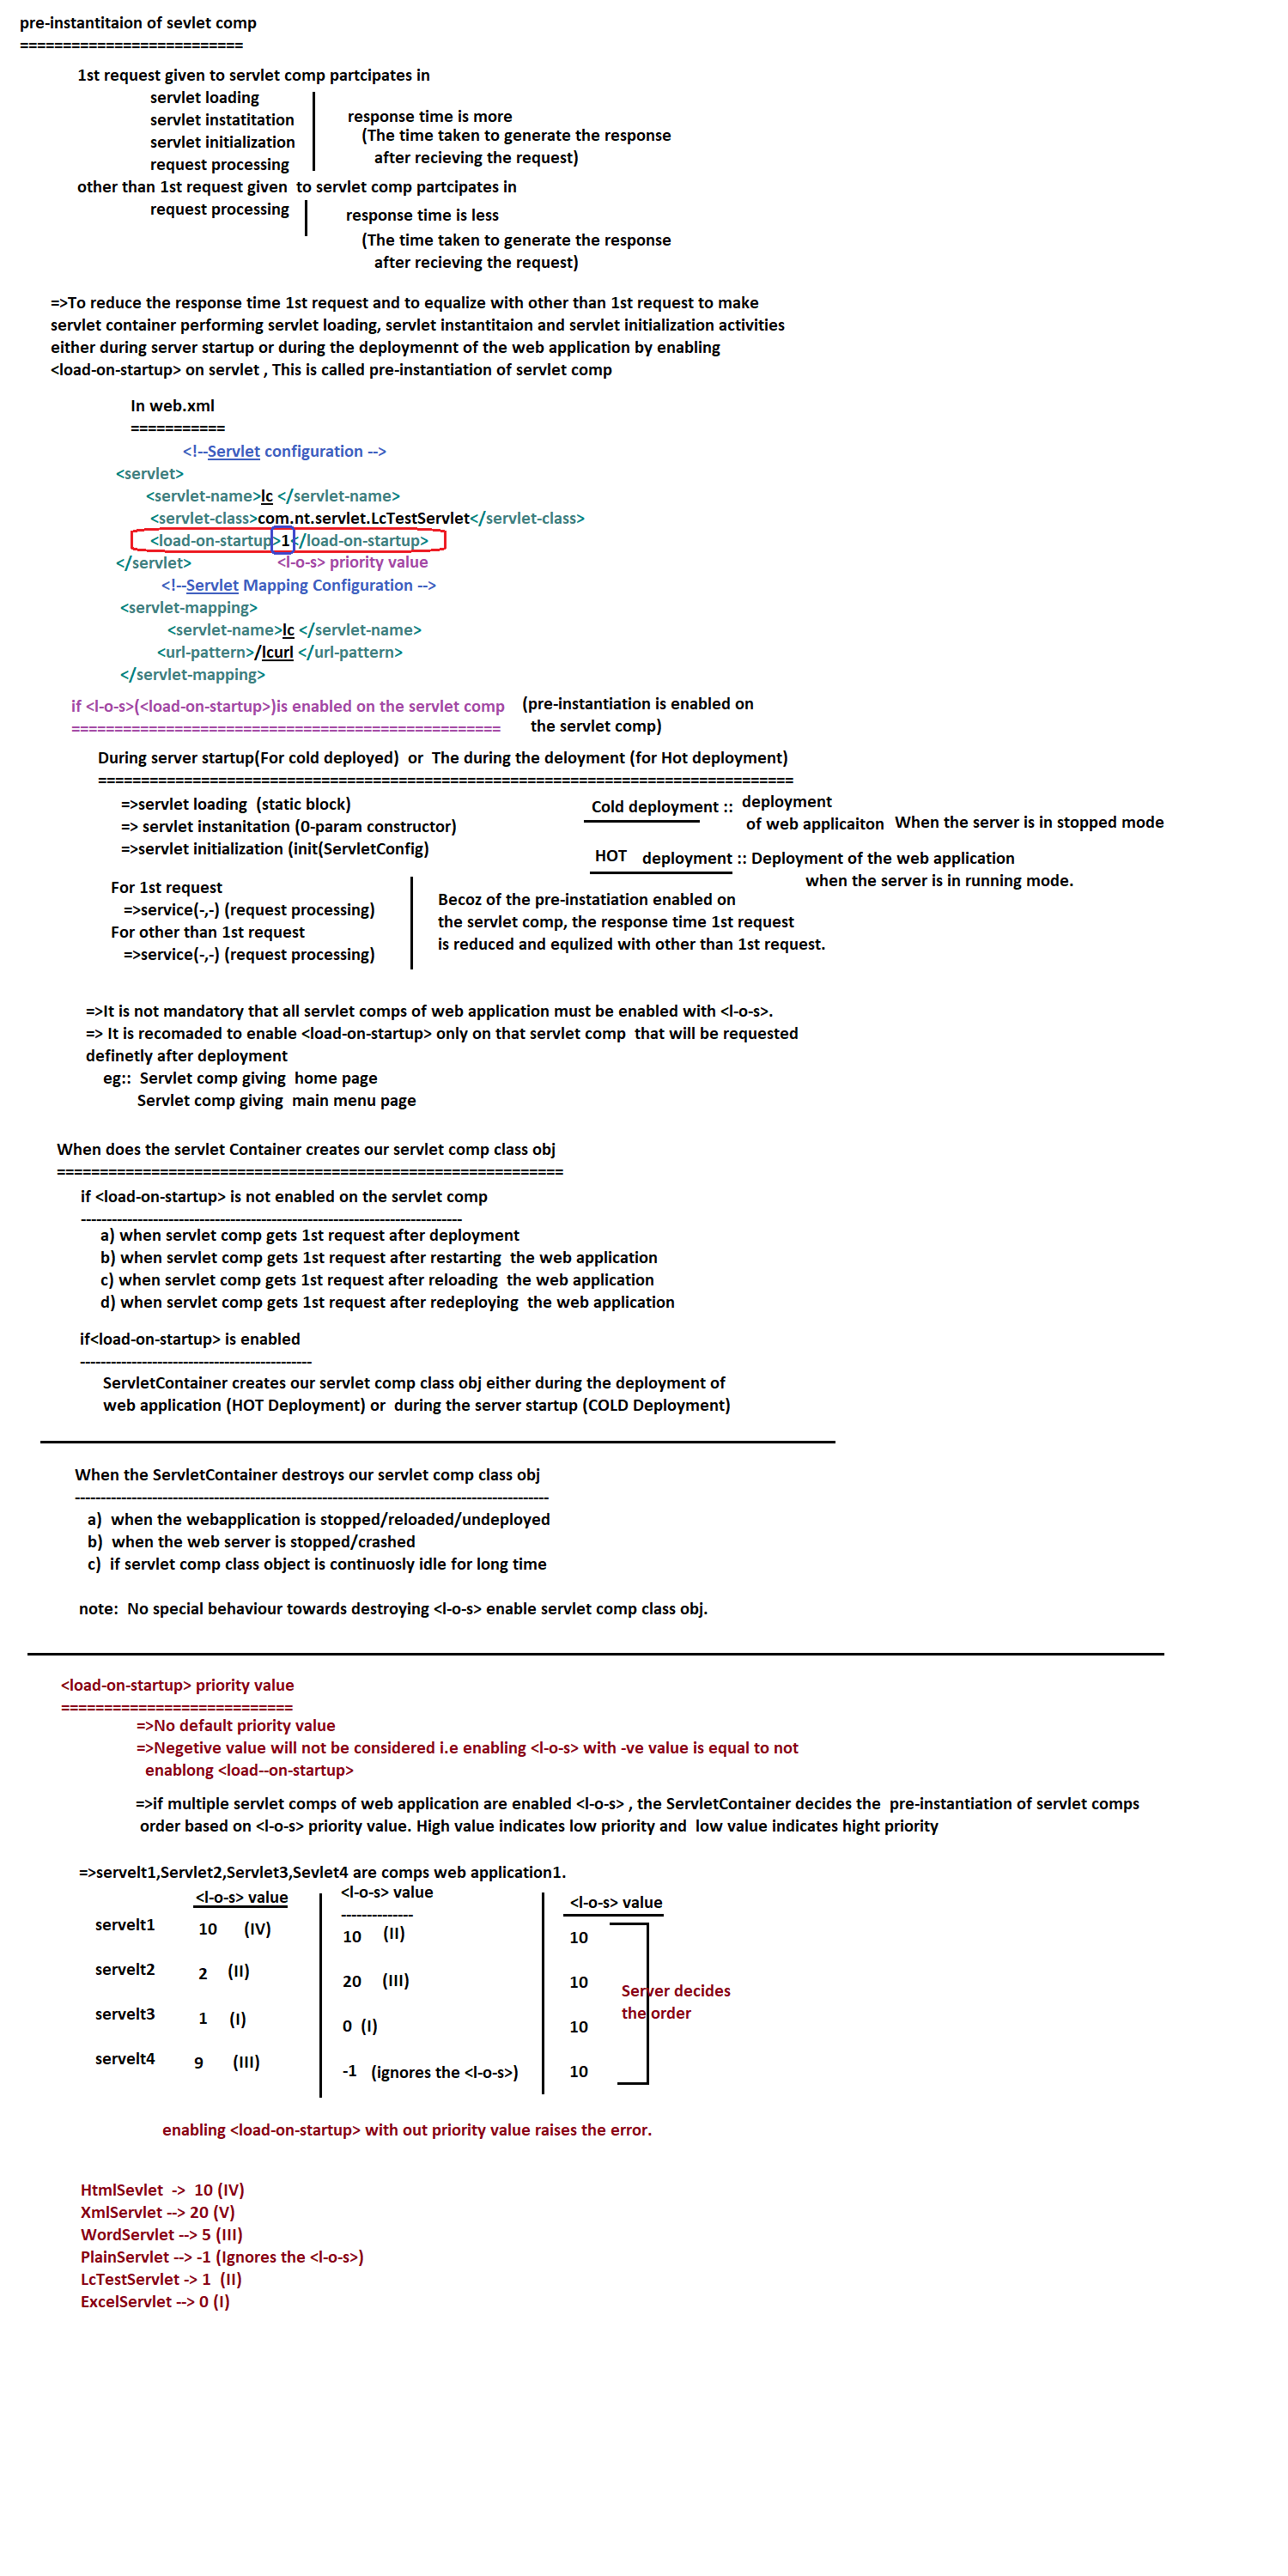 pre-instantitaion of sevlet comp
==========================
1st request given to servlet comp partcipates in
servlet loading
servlet instatitation
servlet initialization
request processing
response time is more
(The time taken to generate the response
after recieving the request)
other than 1st request given  to servlet comp partcipates in
request processing
response time is less
(The time taken to generate the response
after recieving the request)
=>To reduce the response time 1st request and to equalize with other than 1st request to make
servlet container performing servlet loading, servlet instantitaion and servlet initialization activities
either during server startup or during the deploymennt of the web application by enabling
<load-on-startup> on servlet , This is called pre-instantiation of servlet comp
In web.xml
===========
<!--Servlet configuration -->
<servlet>
<servlet-name>lc </servlet-name>
<servlet-class>com.nt.servlet.LcTestServlet</servlet-class>
<load-on-startup>1</load-on-startup>
</servlet>
<l-o-s> priority value
<!--Servlet Mapping Configuration -->
<servlet-mapping>
<servlet-name>lc </servlet-name>
<url-pattern>/lcurl </url-pattern>
</servlet-mapping>
if <l-o-s>(<load-on-startup>)is enabled on the servlet comp
==================================================
(pre-instantiation is enabled on
the servlet comp)
During server startup(For cold deployed)  or  The during the deloyment (for Hot deployment)
=================================================================================
=>servlet loading  (static block)
=> servlet instanitation (0-param constructor)
=>servlet initialization (init(ServletConfig)
Cold deployment :: deployment
of web applicaiton  When the server is in stopped mode
HOT deployment :: Deployment of the web application
when the server is in running mode.
For 1st request
=>service(-,-) (request processing)
For other than 1st request
=>service(-,-) (request processing)
Becoz of the pre-instatiation enabled on
the servlet comp, the response time 1st request
is reduced and equlized with other than 1st request.
=>It is not mandatory that all servlet comps of web application must be enabled with <l-o-s>.
=> It is recomaded to enable <load-on-startup> only on that servlet comp  that will be requested
definetly after deployment
eg::  Servlet comp giving  home page
Servlet comp giving  main menu page
When does the servlet Container creates our servlet comp class obj
===========================================================
if <load-on-startup> is not enabled on the servlet comp
--------------------------------------------------------------------------
a) when servlet comp gets 1st request after deployment
b) when servlet comp gets 1st request after restarting  the web application
c) when servlet comp gets 1st request after reloading  the web application
d) when servlet comp gets 1st request after redeploying  the web application
if<load-on-startup> is enabled
---------------------------------------------
ServletContainer creates our servlet comp class obj either during the deployment of
web application (HOT Deployment) or  during the server startup (COLD Deployment)
When the ServletContainer destroys our servlet comp class obj
--------------------------------------------------------------------------------------------
a)  when the webapplication is stopped/reloaded/undeployed
b)  when the web server is stopped/crashed
c)  if servlet comp class object is continuosly idle for long time
note:  No special behaviour towards destroying <l-o-s> enable servlet comp class obj.
<load-on-startup> priority value
===========================
=>No default priority value
=>Negetive value will not be considered i.e enabling <l-o-s> with -ve value is equal to not
enablong <load--on-startup>
=>if multiple servlet comps of web application are enabled <l-o-s> , the ServletContainer decides the  pre-instantiation of servlet comps
order based on <l-o-s> priority value. High value indicates low priority and  low value indicates hight priority
=>servelt1,Servlet2,Servlet3,Sevlet4 are comps web application1.
<l-o-s> value  <l-o-s> value  <l-o-s> value
--------------
servelt1  10  (IV)  10  (II)  10
servelt2  2  (II)  20  (III)  10
Server decides
the order
servelt3  1  (I)  0  (I)  10
servelt4  9  (III)  -1  (ignores the <l-o-s>)  10
enabling <load-on-startup> with out priority value raises the error.
HtmlSevlet  ->  10 (IV)
XmlServlet --> 20 (V)
WordServlet --> 5 (III)
PlainServlet --> -1 (Ignores the <l-o-s>)
LcTestServlet -> 1  (II)
ExcelServlet --> 0 (I)